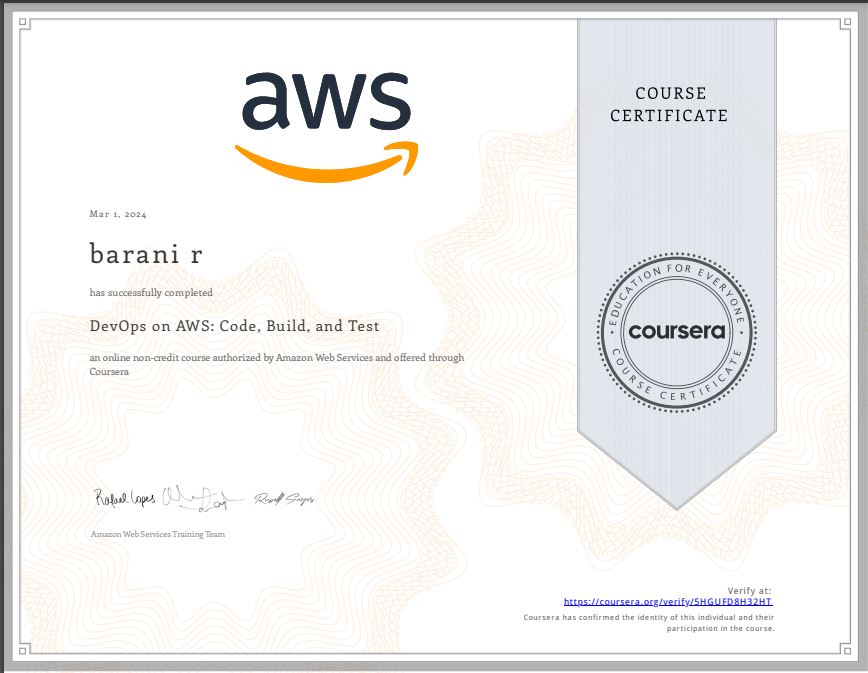 aws
COURSE
CERTIFICATE
Mar 1, 2024
barani r
has successfully completed
DevOps on AWS: Code, Build, and Test
an online non-credit course authorized by Amazon Web Services and offered through
Coursera
EDUCATION FOR EVERYONE
coursera
COURSE CERTIFICATE
Rafael Lopes
Russell Sayers
Amazon Web Services Training Team
Verify at:
https://coursera.org/verify/5HGUFD8H32HT
Coursera has confirmed the identity of this individual and their
participation in the course.